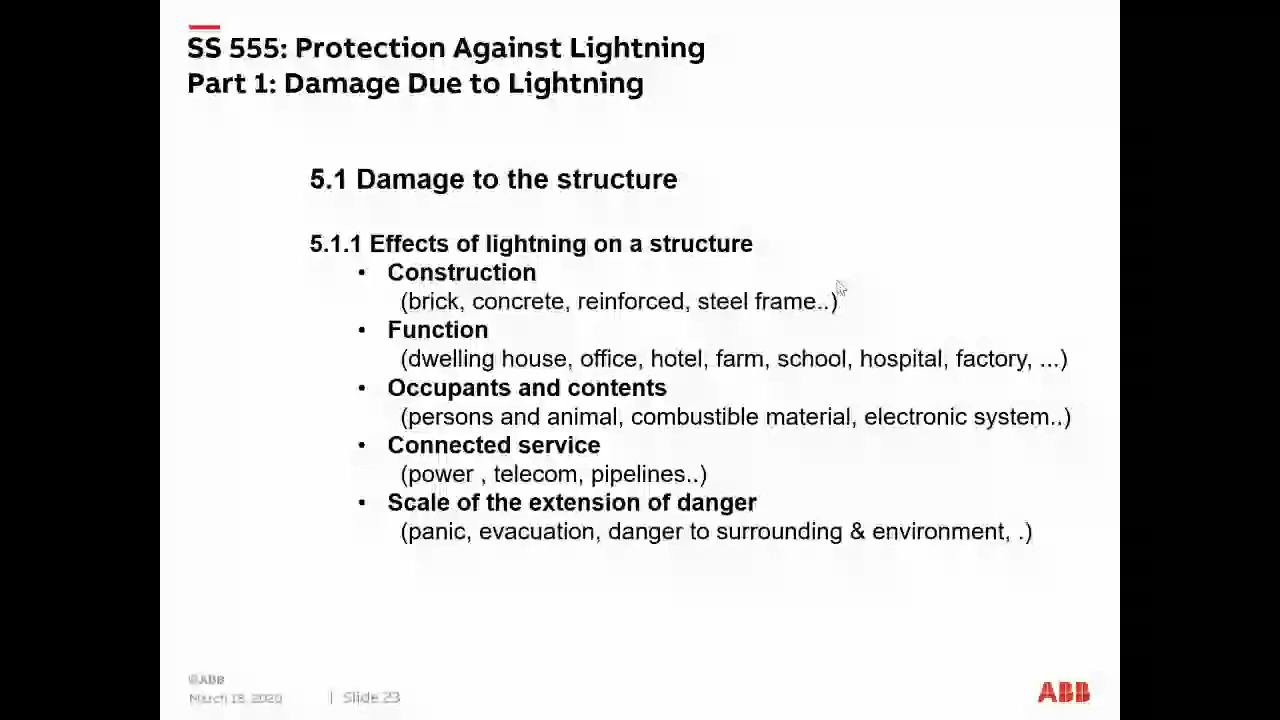 SS 555: Protection Against Lightning
Part 1: Damage Due to Lightning
5.1 Damage to the structure
5.1.1 Effects of lightning on a structure
• Construction
(brick, concrete, reinforced, steel frame..)
• Function
(dwelling house, office, hotel, farm, school, hospital, factory, ...)
• Occupants and contents
(persons and animal, combustible material, electronic system..)
• Connected service
(power , telecom, pipelines..)
• Scale of the extension of danger
(panic, evacuation, danger to surrounding & environment, .)
©ABB
March 18, 2020 | Slide 23
ABB